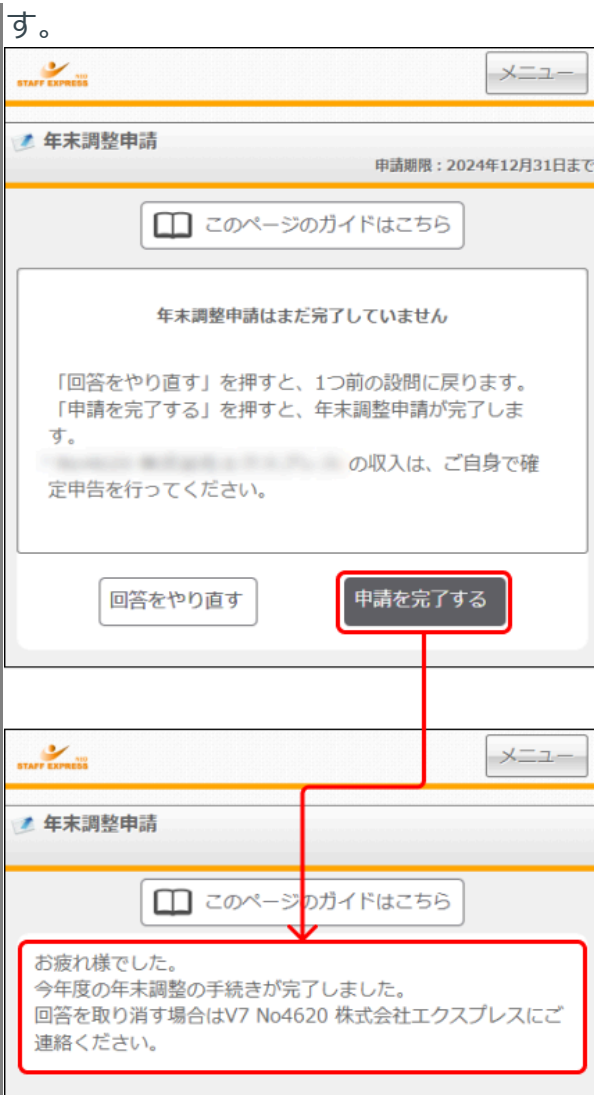 す。
STAFF EXPRESS
メニュー
年末調整申請
申請期限：2024年12月31日まで
このページのガイドはこちら
年末調整申請はまだ完了していません
「回答をやり直す」を押すと、1つ前の設問に戻ります。
「申請を完了する」を押すと、年末調整申請が完了しま
す。
の収入は、ご自身で確
定申告を行ってください。
回答をやり直す
申請を完了する
STAFF EXPRESS
メニュー
年末調整申請
このページのガイドはこちら
お疲れ様でした。
今年度の年末調整の手続きが完了しました。
回答を取り消す場合はV7 No4620 株式会社エクスプレスにご
連絡ください。